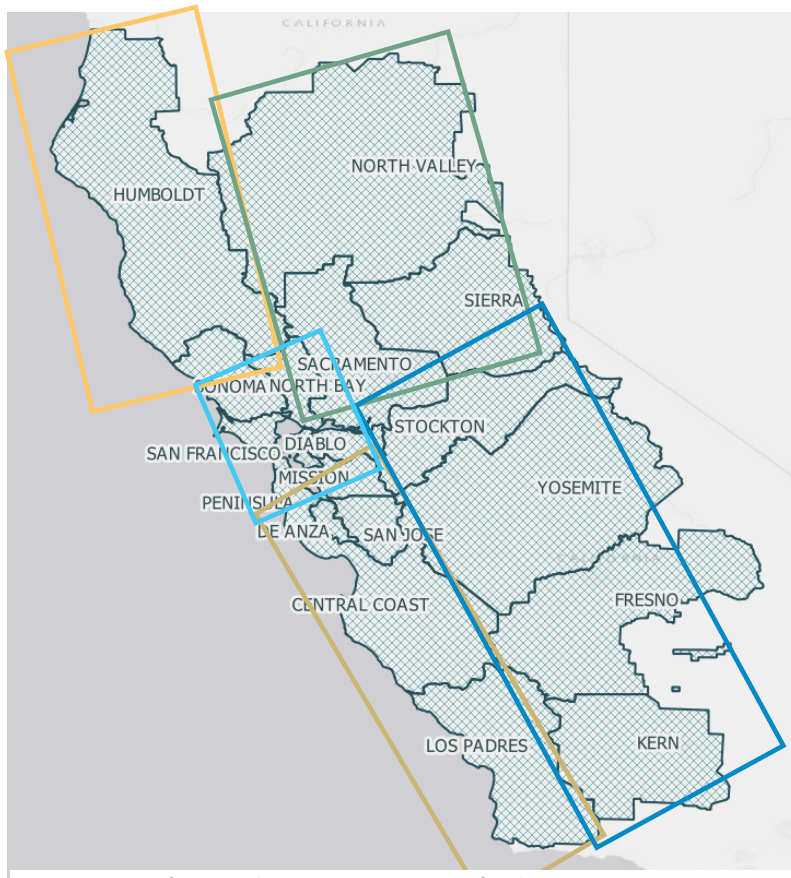 CALIFORNIA
NORTH VALLEY
HUMBOLDT
SIERRA
SACRAMENTO
SONOMA NORTH BAY
STOCKTON
DIABLO
SAN FRANCISCO
MISSION
YOSEMITE
PENINSULA
DE ANZA
SAN JOSE
FRESNO
CENTRAL COAST
KERN
LOS PADRES